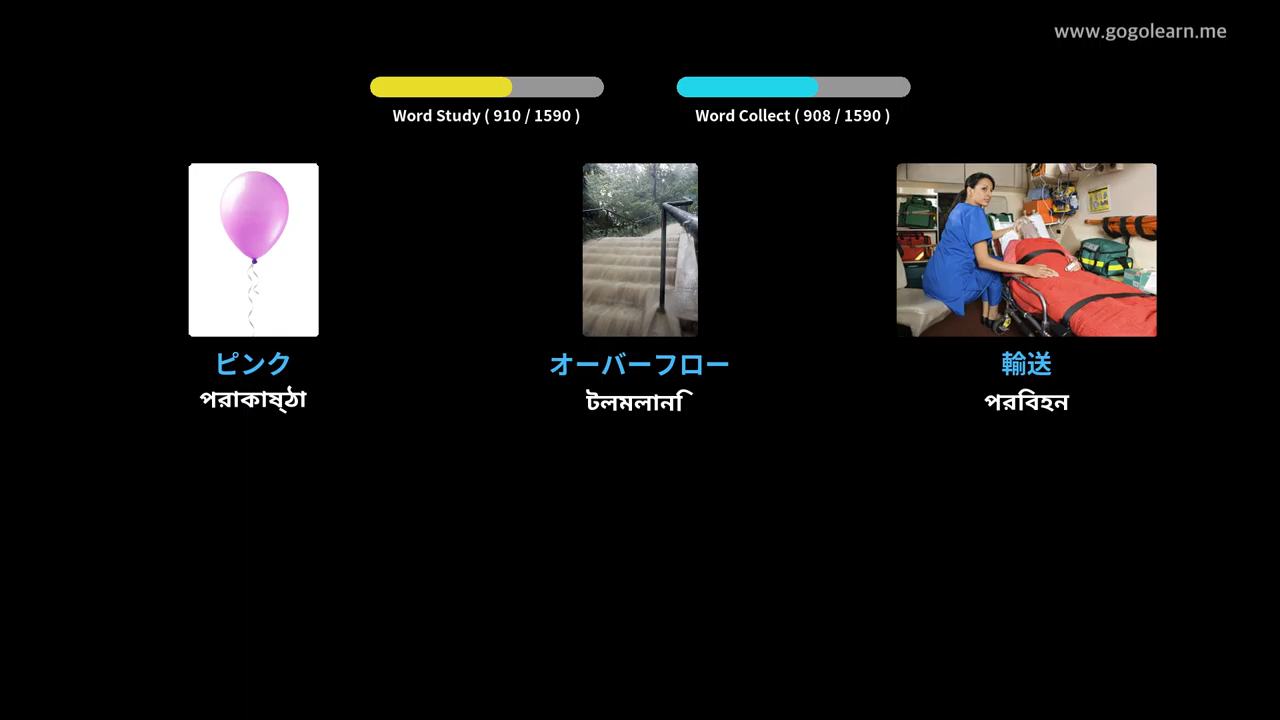 www.gogolearn.me
Word Study ( 910 / 1590 )
Word Collect ( 908 / 1590 )
ピンク
オーバーフロー
輸送
পরাকাষ্ঠা
টলমলানি
পরিবহন